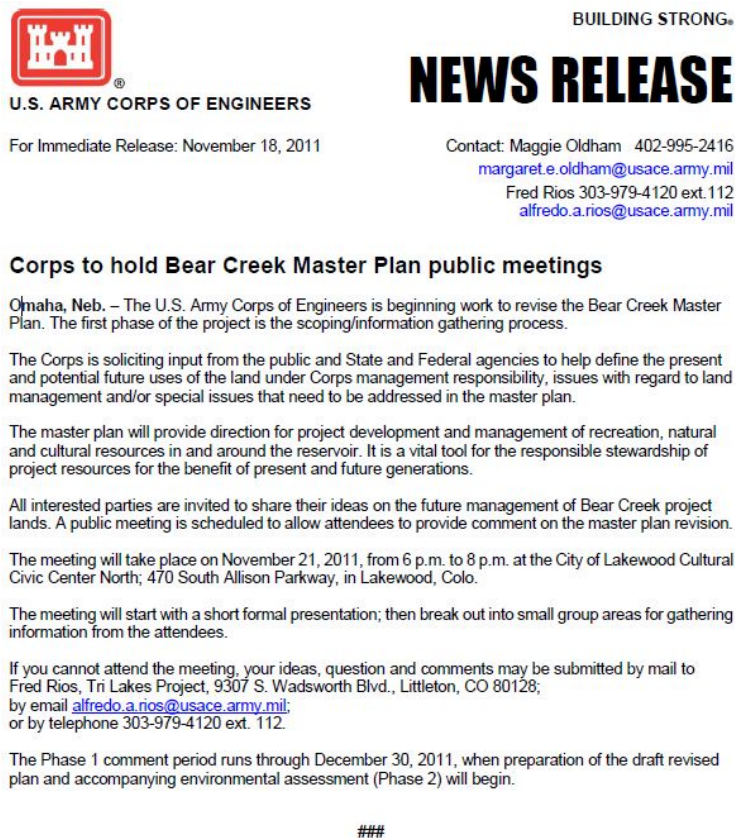 BUILDING STRONG®
NEWS RELEASE
®
U.S. ARMY CORPS OF ENGINEERS
For Immediate Release: November 18, 2011
Contact: Maggie Oldham 402-995-2416
margaret.e.oldham@usace.army.mil
Fred Rios 303-979-4120 ext.112
alfredo.a.rios@usace.army.mil
Corps to hold Bear Creek Master Plan public meetings
Omaha, Neb. – The U.S. Army Corps of Engineers is beginning work to revise the Bear Creek Master
Plan. The first phase of the project is the scoping/information gathering process.
The Corps is soliciting input from the public and State and Federal agencies to help define the present
and potential future uses of the land under Corps management responsibility, issues with regard to land
management and/or special issues that need to be addressed in the master plan.
The master plan will provide direction for project development and management of recreation, natural
and cultural resources in and around the reservoir. It is a vital tool for the responsible stewardship of
project resources for the benefit of present and future generations.
All interested parties are invited to share their ideas on the future management of Bear Creek project
lands. A public meeting is scheduled to allow attendees to provide comment on the master plan revision.
The meeting will take place on November 21, 2011, from 6 p.m. to 8 p.m. at the City of Lakewood Cultural
Civic Center North; 470 South Allison Parkway, in Lakewood, Colo.
The meeting will start with a short formal presentation; then break out into small group areas for gathering
information from the attendees.
If you cannot attend the meeting, your ideas, question and comments may be submitted by mail to
Fred Rios, Tri Lakes Project, 9307 S. Wadsworth Blvd., Littleton, CO 80128;
by email alfredo.a.rios@usace.army.mil;
or by telephone 303-979-4120 ext. 112.
The Phase 1 comment period runs through December 30, 2011, when preparation of the draft revised
plan and accompanying environmental assessment (Phase 2) will begin.
###